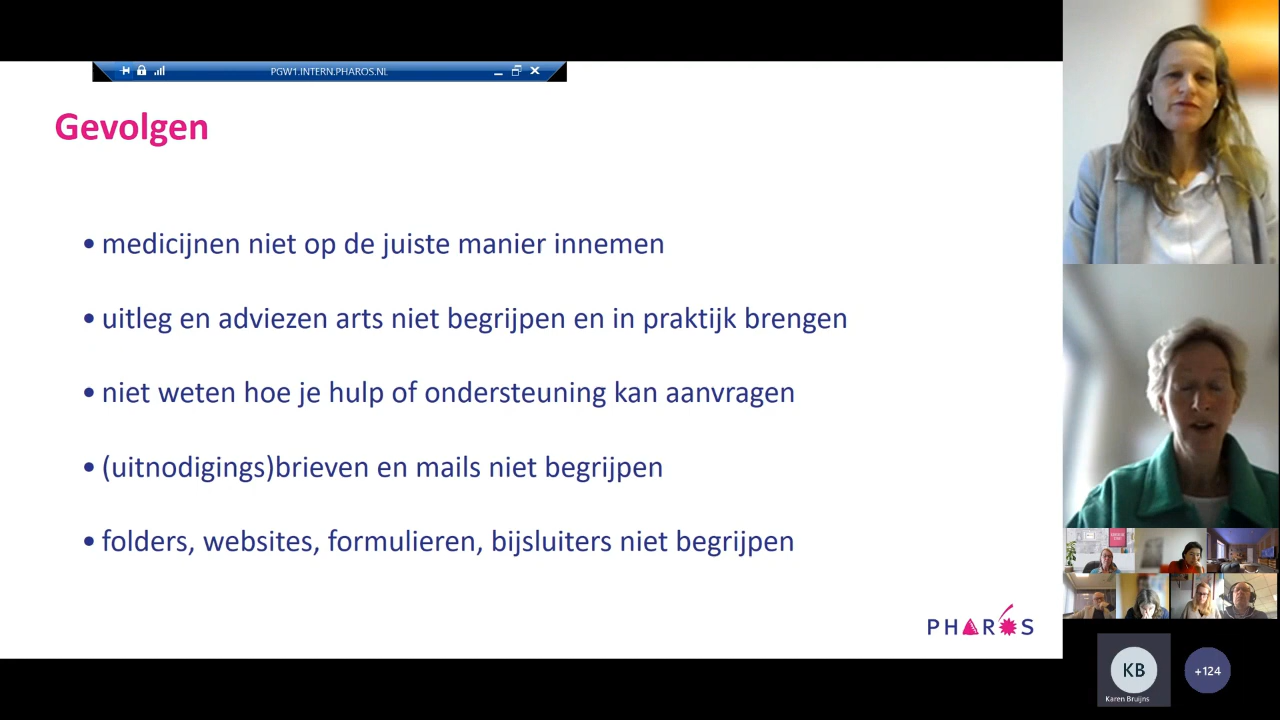 PGW1.INTERN.PHAROS.NL
Gevolgen
• medicijnen niet op de juiste manier innemen
• uitleg en adviezen arts niet begrijpen en in praktijk brengen
• niet weten hoe je hulp of ondersteuning kan aanvragen
• (uitnodigings)brieven en mails niet begrijpen
• folders, websites, formulieren, bijsluiters niet begrijpen
PHAROS
KB
Karen Bruijns
+124